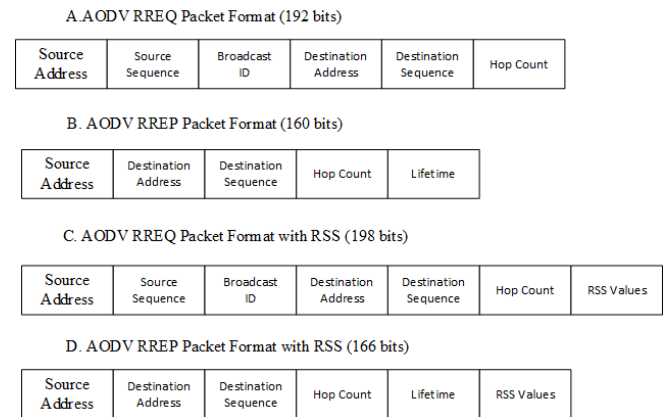 A.AODV RREQ Packet Format (192 bits)
Source Address
Source Sequence
Broadcast ID
Destination Address
Destination Sequence
Hop Count
B. AODV RREP Packet Format (160 bits)
Source Address
Destination Address
Destination Sequence
Hop Count
Lifetime
C. AODV RREQ Packet Format with RSS (198 bits)
Source Address
Source Sequence
Broadcast ID
Destination Address
Destination Sequence
Hop Count
RSS Values
D. AODV RREP Packet Format with RSS (166 bits)
Source Address
Destination Address
Destination Sequence
Hop Count
Lifetime
RSS Values